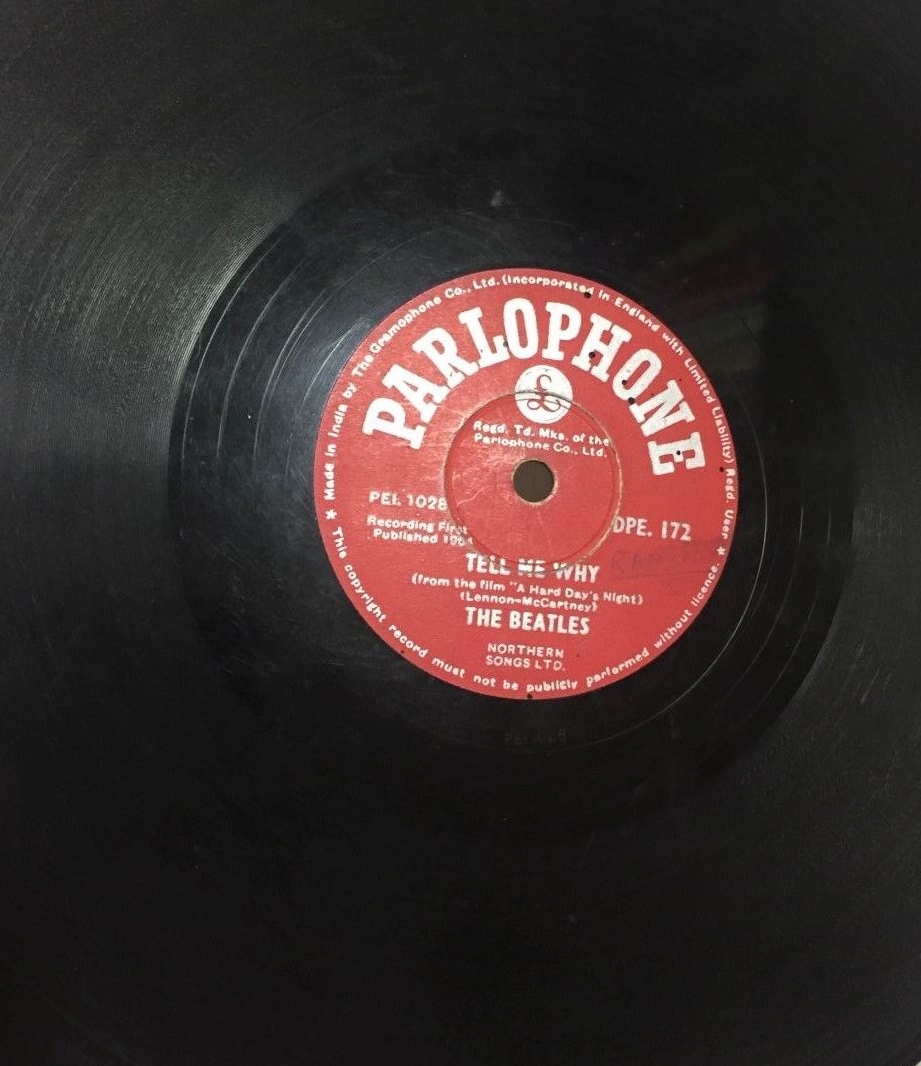 ★ Made in India by The Gramophone Co., Ltd. (Incorporated in England with Limited Liability) Regd. User ★
PARLOPHONE
£
Regd. Td. Mks. of the
Parlophone Co., Ltd.
PEI. 1028
DPE. 172
Recording First
Published 196
TELL ME WHY
(from the film "A Hard Day's Night)
(Lennon-McCartney)
THE BEATLES
NORTHERN
SONGS LTD.
This copyright record must not be publicly performed without licence.